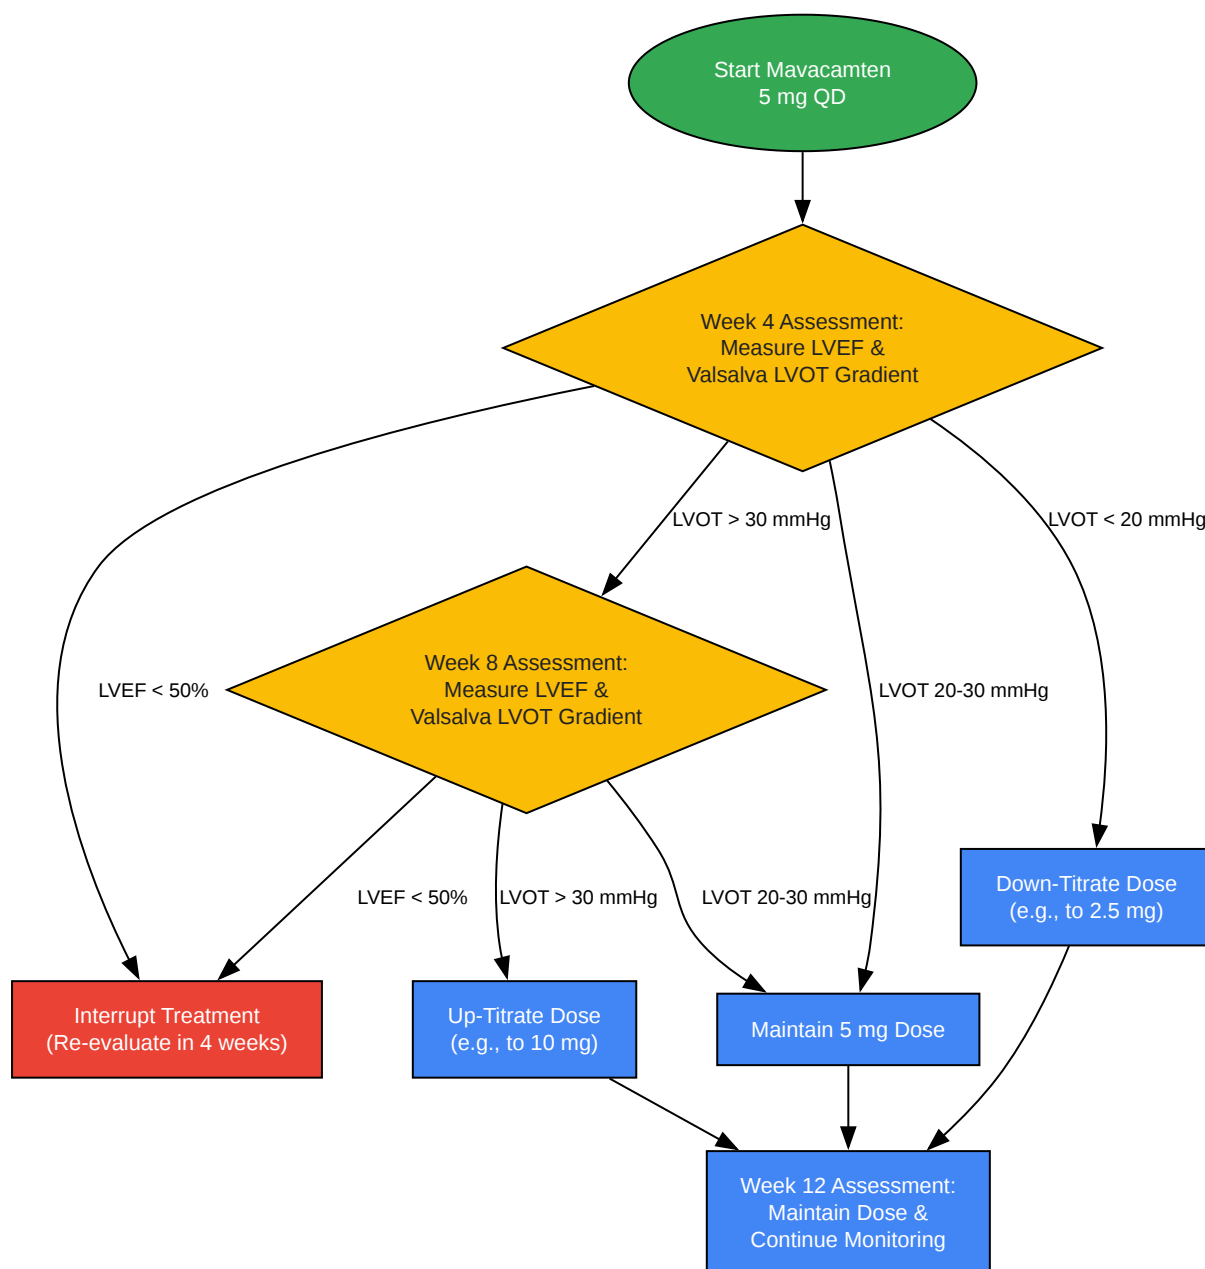 Start Mavacamten
5 mg QD
Week 4 Assessment:
Measure LVEF &
Valsalva LVOT Gradient
LVOT > 30 mmHg
LVOT < 20 mmHg
Week 8 Assessment:
Measure LVEF &
Valsalva LVOT Gradient
LVEF < 50%
LVOT 20-30 mmHg
LVEF < 50%
LVOT > 30 mmHg
LVOT 20-30 mmHg
Down-Titrate Dose
(e.g., to 2.5 mg)
Interrupt Treatment
(Re-evaluate in 4 weeks)
Up-Titrate Dose
(e.g., to 10 mg)
Maintain 5 mg Dose
Week 12 Assessment:
Maintain Dose &
Continue Monitoring